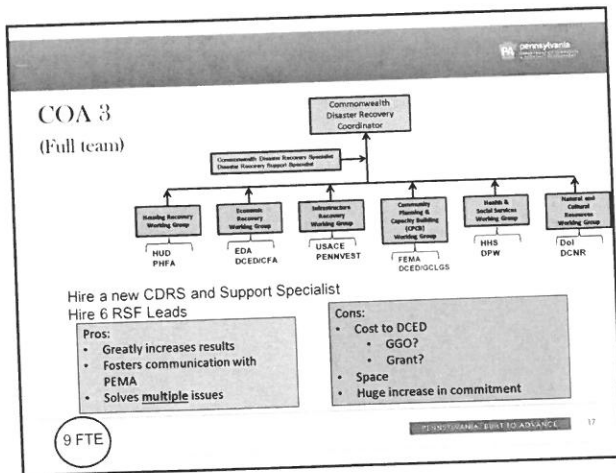 pennsylvania
COA 3
(Full team)
Commonwealth
Disaster Recovery
Coordinator
Commonwealth Disaster Recovery Specialist
Disaster Recovery Support Specialist
Housing Recovery
Working Group
Economic
Recovery
Working Group
Infrastructure
Recovery
Working Group
Community
Planning &
Capacity Building
(CPCB)
Working Group
Health &
Social Services
Working Group
Natural and
Cultural
Resources
Working Group
HUD
PHFA
EDA
DCED/CFA
USACE
PENNVEST
FEMA
DCED/GCLGS
HHS
DPW
DoI
DCNR
Hire a new CDRS and Support Specialist
Hire 6 RSF Leads
Pros:
• Greatly increases results
• Fosters communication with
PEMA
• Solves multiple issues
Cons:
• Cost to DCED
• GGO?
• Grant?
• Space
• Huge increase in commitment
9 FTE
PENNSYLVANIA: BUILT TO ADVANCE
17